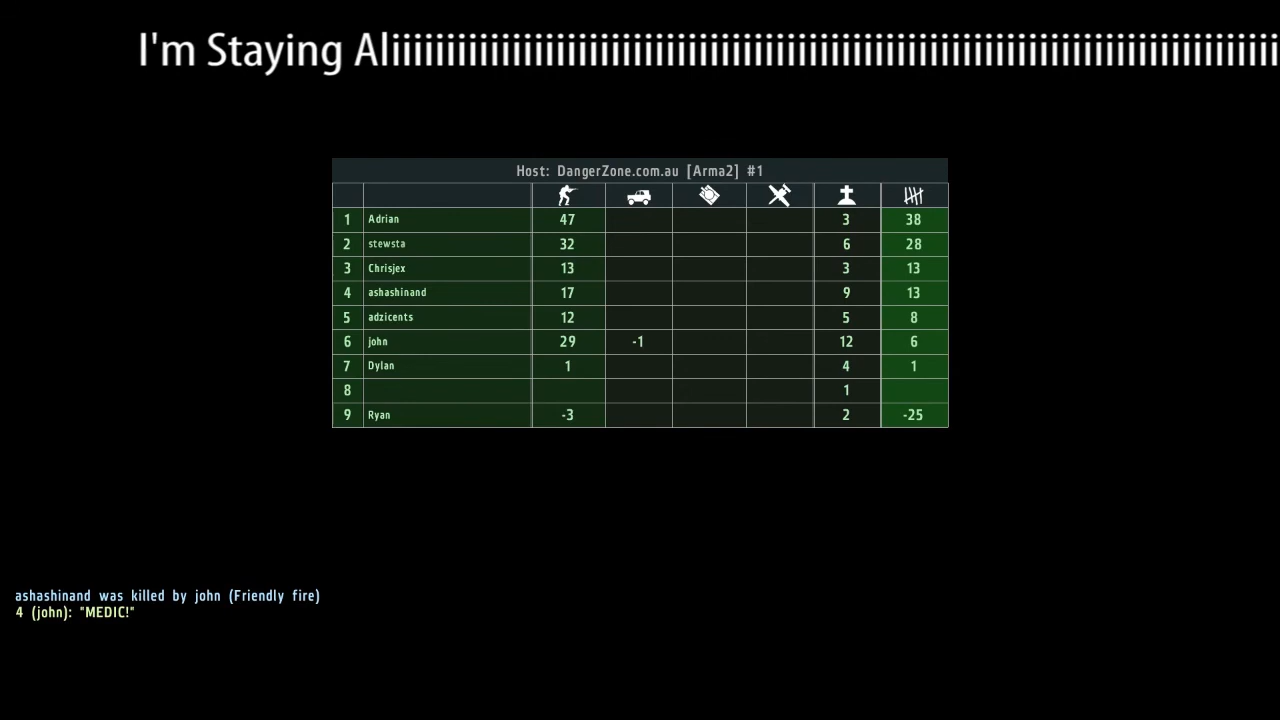 I'm Staying Aliiiiiiiiiiiiiiiiiiiiiiiiiiiiiiiiiiiiiiiiiiiiiiiiiiiiiiiiiiiiiiiiiiiiiiiiiiiiiiiiiii
Host: DangerZone.com.au [Arma2] #1
1 Adrian 47 3 38
2 stewsta 32 6 28
3 Chrisjex 13 3 13
4 ashashinand 17 9 13
5 adzicents 12 5 8
6 john 29 -1 12 6
7 Dylan 1 4 1
8 1
9 Ryan -3 2 -25
ashashinand was killed by john (Friendly fire)
4 (john): "MEDIC!"